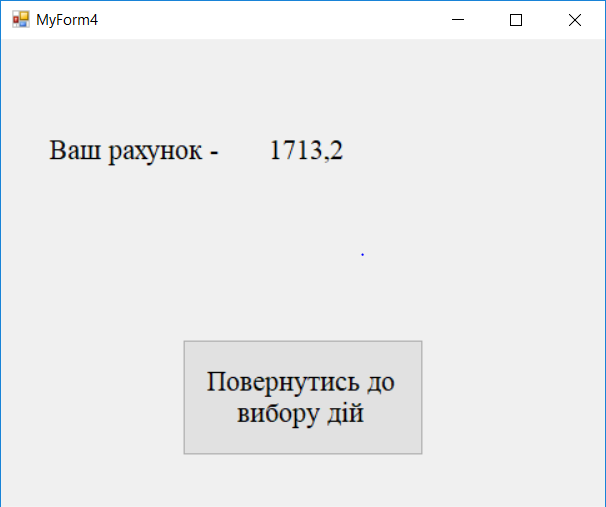 MyForm4
Ваш рахунок - 1713,2
Повернутись до
вибору дій